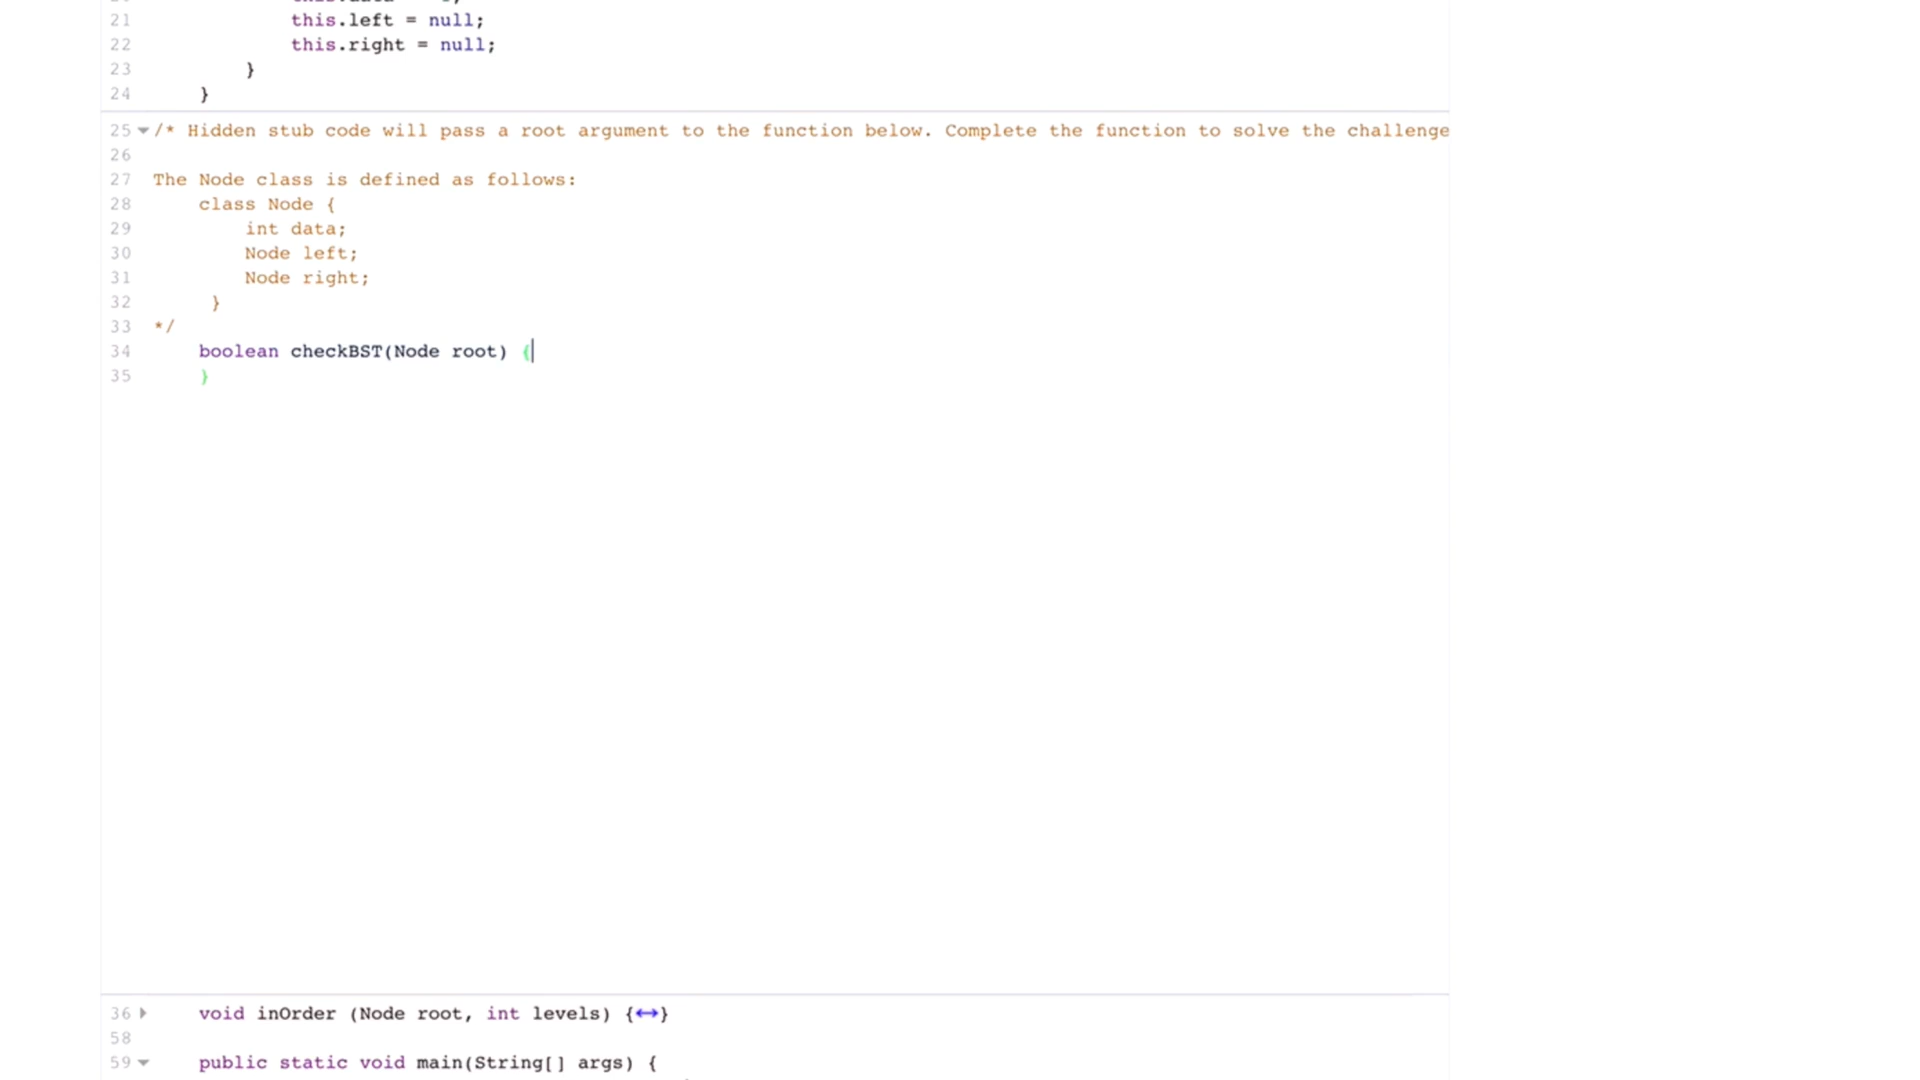 21 this.left = null;
22 this.right = null;
23 }
24 }
25 /* Hidden stub code will pass a root argument to the function below. Complete the function to solve the challenge
26
27 The Node class is defined as follows:
28 class Node {
29 int data;
30 Node left;
31 Node right;
32 }
33 */
34 boolean checkBST(Node root) {
35 }
36 void inOrder (Node root, int levels) {↔}
58
59 public static void main(String[] args) {